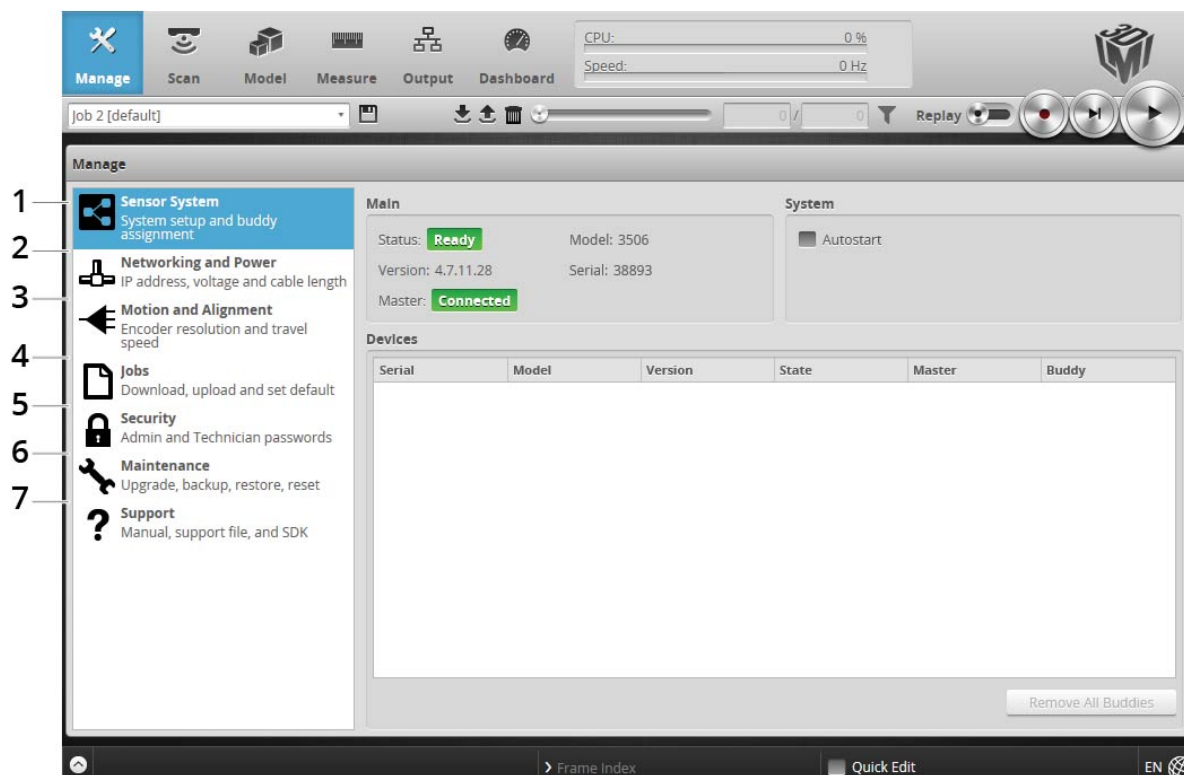 CPU: 0 %
Speed: 0 Hz
Manage Scan Model Measure Output Dashboard
LMI
3D
Job 2 [default] 0 / 0 Replay
Manage
1
Sensor System
System setup and buddy
assignment
2
Networking and Power
IP address, voltage and cable length
3
Motion and Alignment
Encoder resolution and travel
speed
4
Jobs
Download, upload and set default
5
Security
Admin and Technician passwords
6
Maintenance
Upgrade, backup, restore, reset
7
Support
Manual, support file, and SDK
Main
Status: Ready Model: 3506
Version: 4.7.11.28 Serial: 38893
Master: Connected
System
Autostart
Devices
Serial Model Version State Master Buddy
Remove All Buddies
Frame Index Quick Edit EN